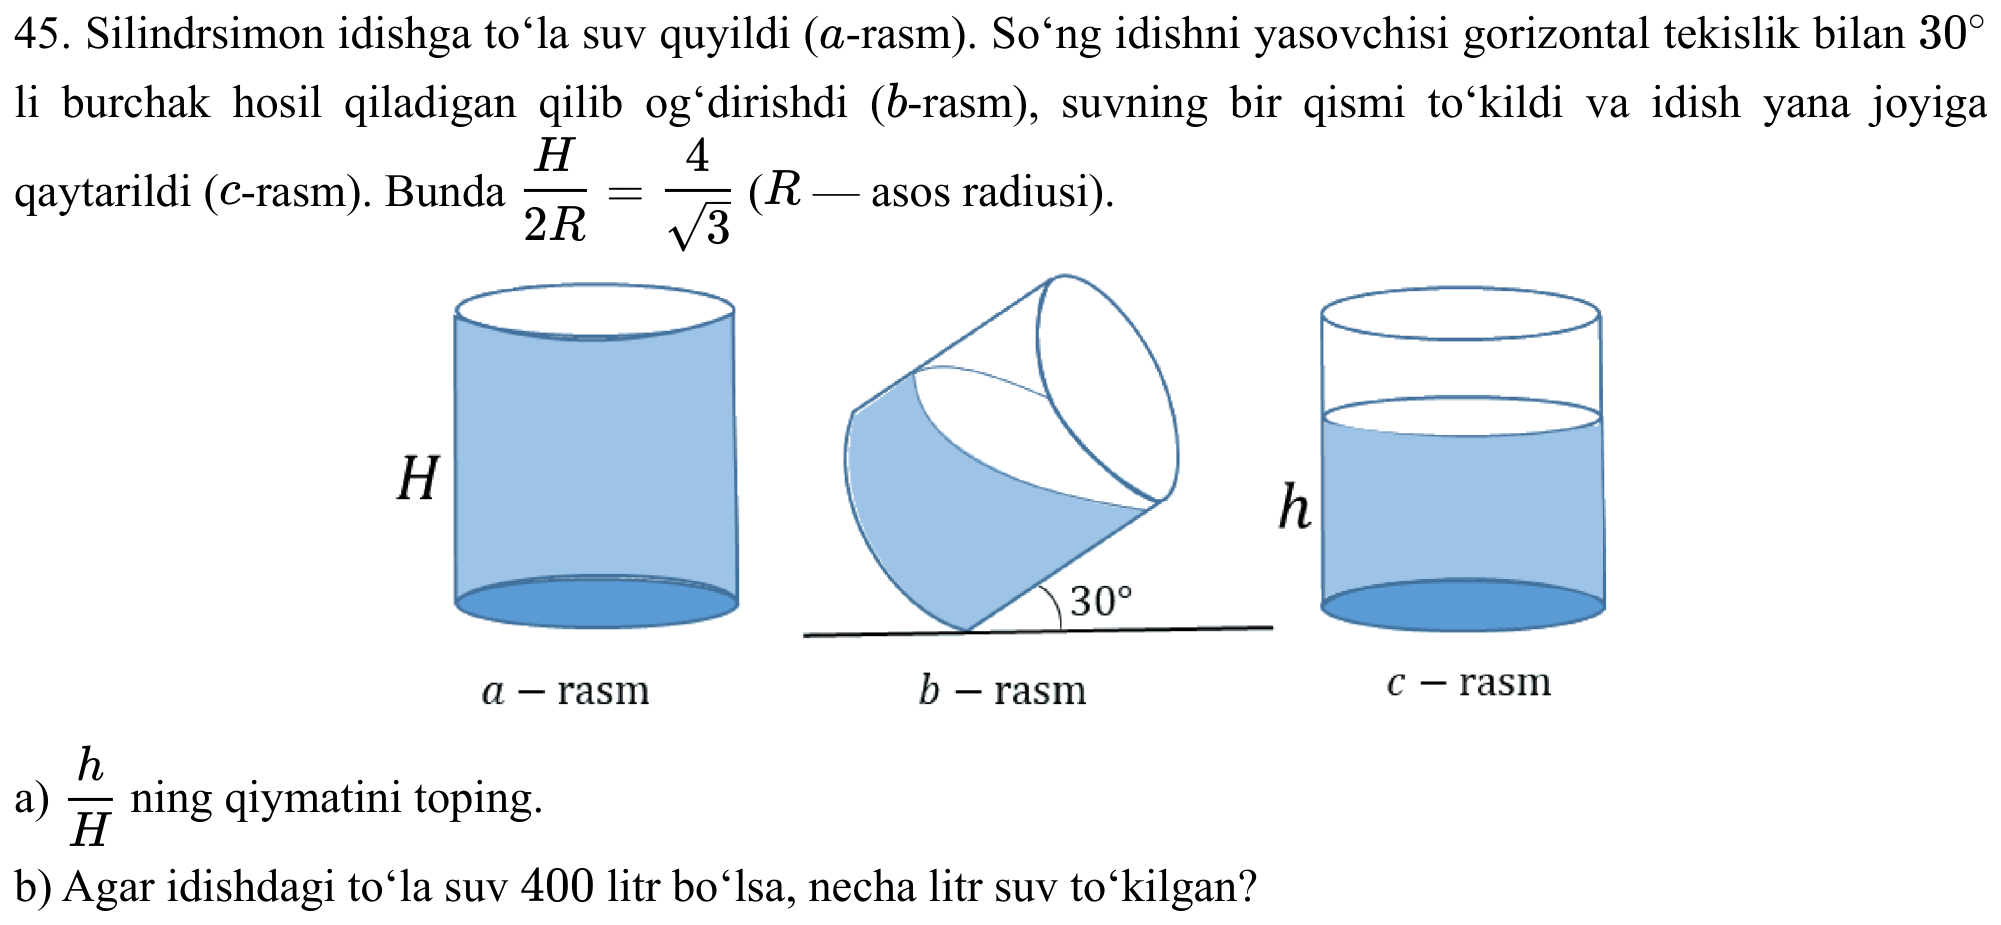 45. Silindrsimon idishga to‘la suv quyildi (a-rasm). So‘ng idishni yasovchisi gorizontal tekislik bilan 30°
li burchak hosil qiladigan qilib og‘dirishdi (b-rasm), suvning bir qismi to‘kildi va idish yana joyiga
qaytarildi (c-rasm). Bunda H/2R = 4/√3 (R — asos radiusi).
H
30°
h
a – rasm
b – rasm
c – rasm
a) h/H ning qiymatini toping.
b) Agar idishdagi to‘la suv 400 litr bo‘lsa, necha litr suv to‘kilgan?